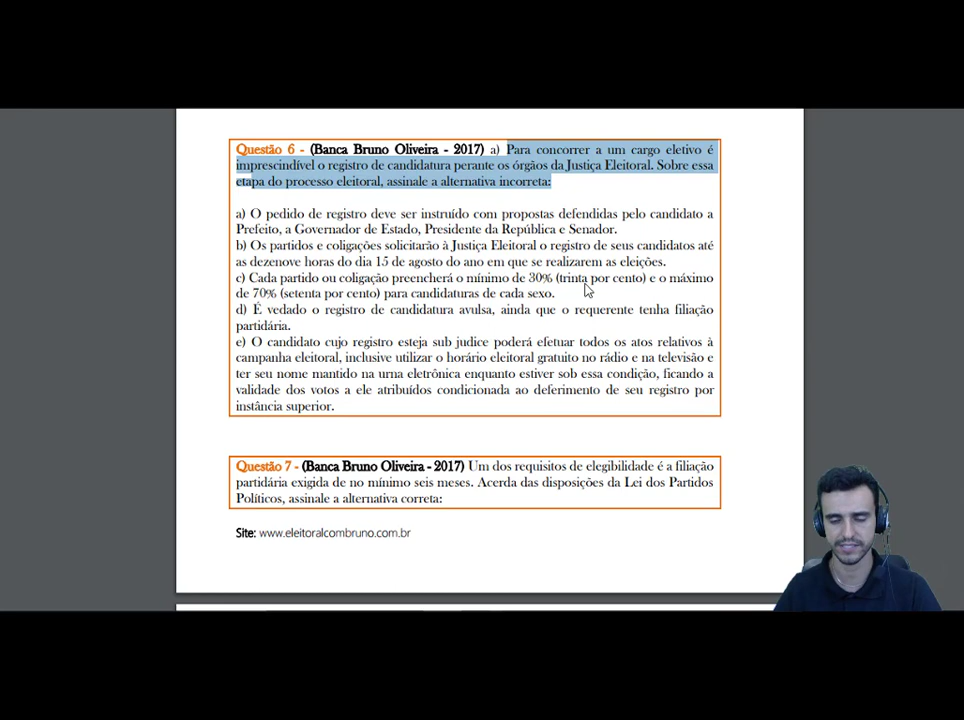 Questão 6 - (Banca Bruno Oliveira - 2017) a) Para concorrer a um cargo eletivo é
imprescindível o registro de candidatura perante os órgãos da Justiça Eleitoral. Sobre essa
etapa do processo eleitoral, assinale a alternativa incorreta:
a) O pedido de registro deve ser instruído com propostas defendidas pelo candidato a
Prefeito, a Governador de Estado, Presidente da República e Senador.
b) Os partidos e coligações solicitarão à Justiça Eleitoral o registro de seus candidatos até
as dezenove horas do dia 15 de agosto do ano em que se realizarem as eleições.
c) Cada partido ou coligação preencherá o mínimo de 30% (trinta por cento) e o máximo
de 70% (setenta por cento) para candidaturas de cada sexo.
d) É vedado o registro de candidatura avulsa, ainda que o requerente tenha filiação
partidária.
e) O candidato cujo registro esteja sub judice poderá efetuar todos os atos relativos à
campanha eleitoral, inclusive utilizar o horário eleitoral gratuito no rádio e na televisão e
ter seu nome mantido na urna eletrônica enquanto estiver sob essa condição, ficando a
validade dos votos a ele atribuídos condicionada ao deferimento de seu registro por
instância superior.
Questão 7 - (Banca Bruno Oliveira - 2017) Um dos requisitos de elegibilidade é a filiação
partidária exigida de no mínimo seis meses. Acerca das disposições da Lei dos Partidos
Políticos, assinale a alternativa correta:
Site: www.eleitoralcombruno.com.br